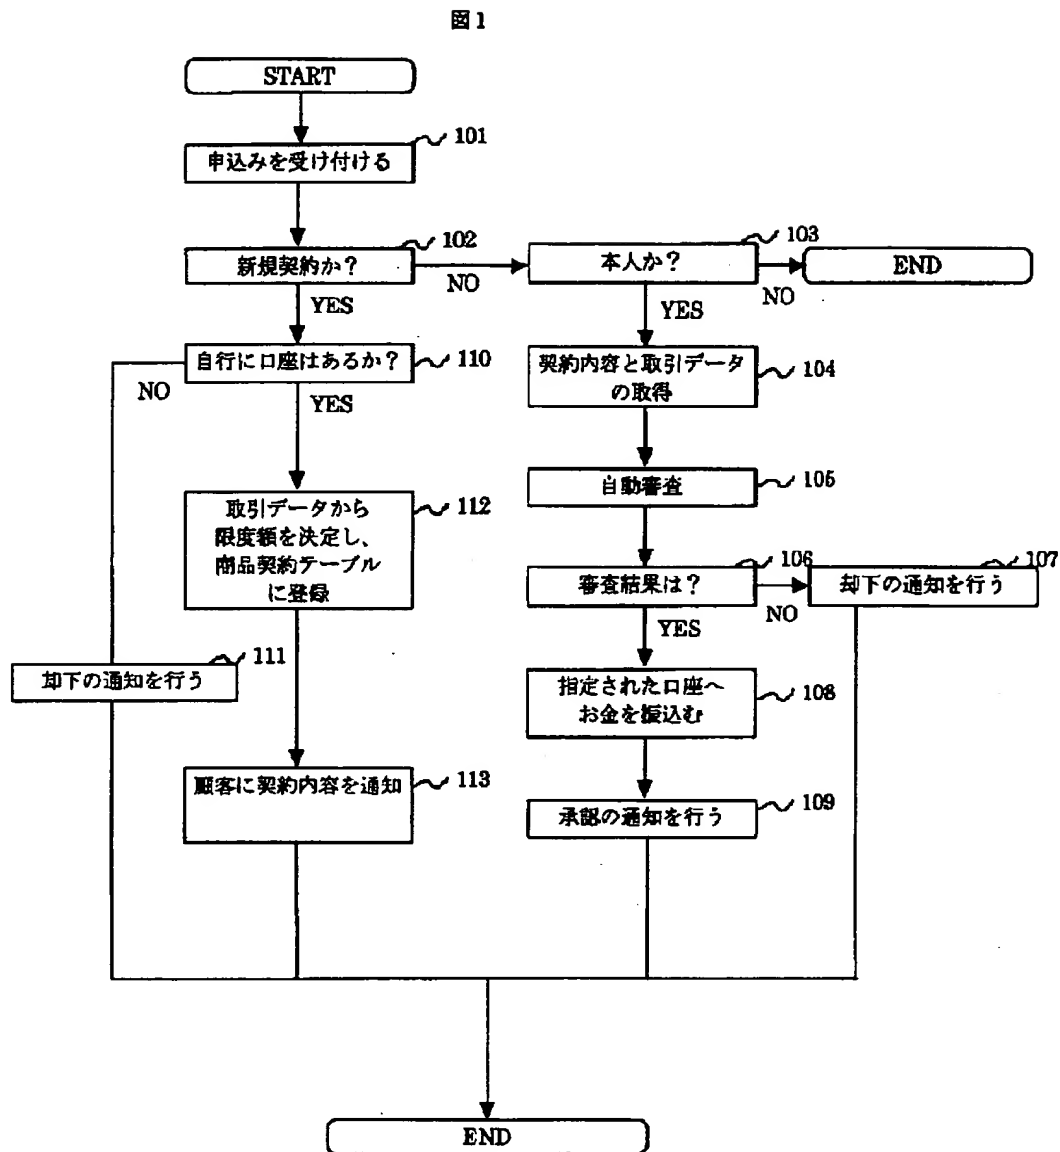 図1
START
101
申込みを受け付ける
102
新規契約か？
NO
103
本人か？
NO
END
YES
YES
自行に口座はあるか？
110
NO
YES
契約内容と取引データ
の取得
104
自動審査
105
取引データから
限度額を決定し、
商品契約テーブル
に登録
112
106
審査結果は？
NO
107
却下の通知を行う
YES
111
却下の通知を行う
指定された口座へ
お金を振込む
108
顧客に契約内容を通知
113
承認の通知を行う
109
END